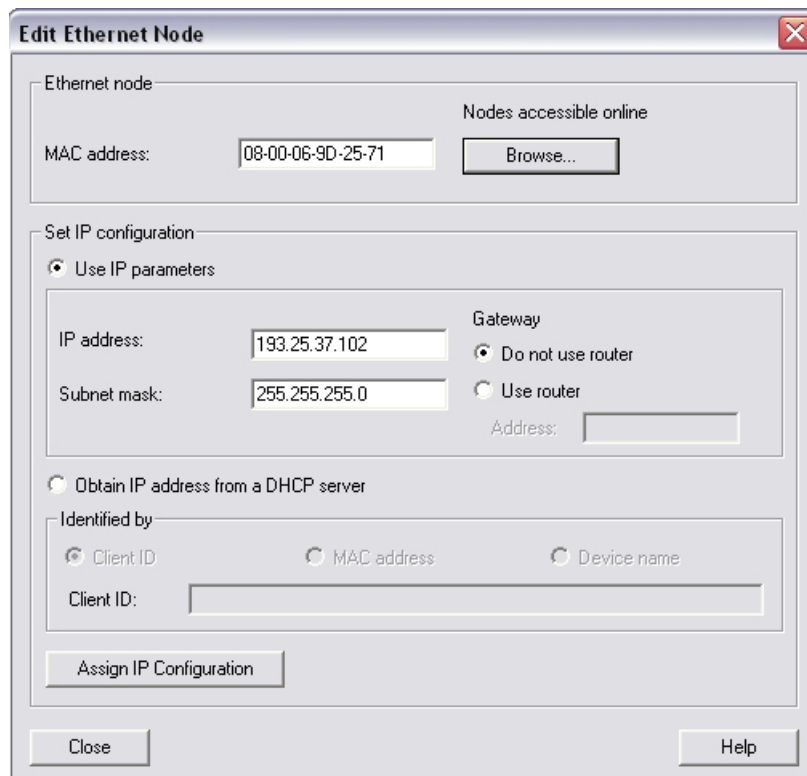 Edit Ethernet Node
Ethernet node
Nodes accessible online
MAC address:
08-00-06-9D-25-71
Browse...
Set IP configuration
Use IP parameters
IP address:
193.25.37.102
Subnet mask:
255.255.255.0
Gateway
Do not use router
Use router
Address:
Obtain IP address from a DHCP server
Identified by
Client ID
MAC address
Device name
Client ID:
Assign IP Configuration
Close
Help